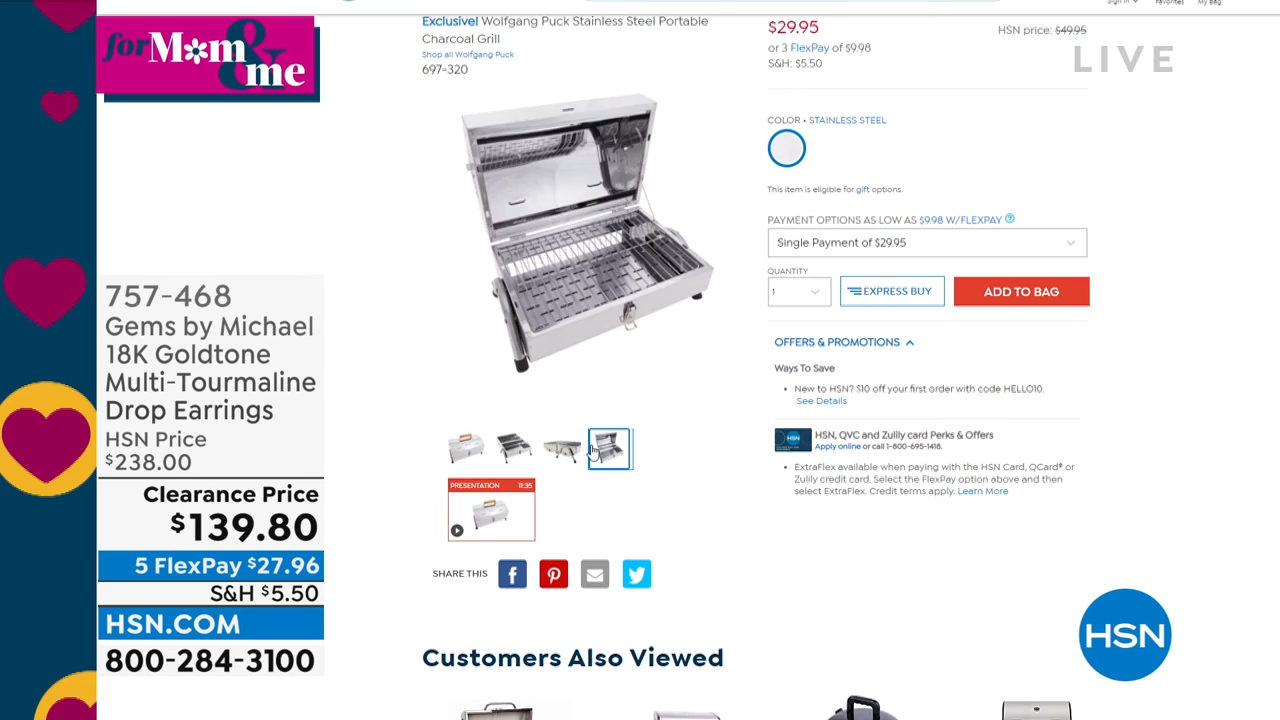 for Mom
& me
757-468
Gems by Michael
18K Goldtone
Multi-Tourmaline
Drop Earrings
HSN Price
$238.00
Clearance Price
$139.80
5 FlexPay $27.96
S&H $5.50
HSN.COM
800-284-3100
Sign in
Favorites
My Bag
Exclusive! Wolfgang Puck Stainless Steel Portable
Charcoal Grill
Shop all Wolfgang Puck
697-320
PRESENTATION 11:35
SHARE THIS
$29.95
HSN price: $49.95
or 3 FlexPay of $9.98
S&H: $5.50
LIVE
COLOR • STAINLESS STEEL
This item is eligible for gift options.
PAYMENT OPTIONS AS LOW AS $9.98 W/FLEXPAY ?
Single Payment of $29.95
QUANTITY
1
EXPRESS BUY
ADD TO BAG
OFFERS & PROMOTIONS
Ways To Save
• New to HSN? $10 off your first order with code HELLO10.
See Details
HSN
HSN, QVC and Zulily card Perks & Offers
Apply online or call 1-800-695-1418.
• ExtraFlex available when paying with the HSN Card, QCard® or
Zulily credit card. Select the FlexPay option above and then
select ExtraFlex. Credit terms apply. Learn More
HSN
Customers Also Viewed